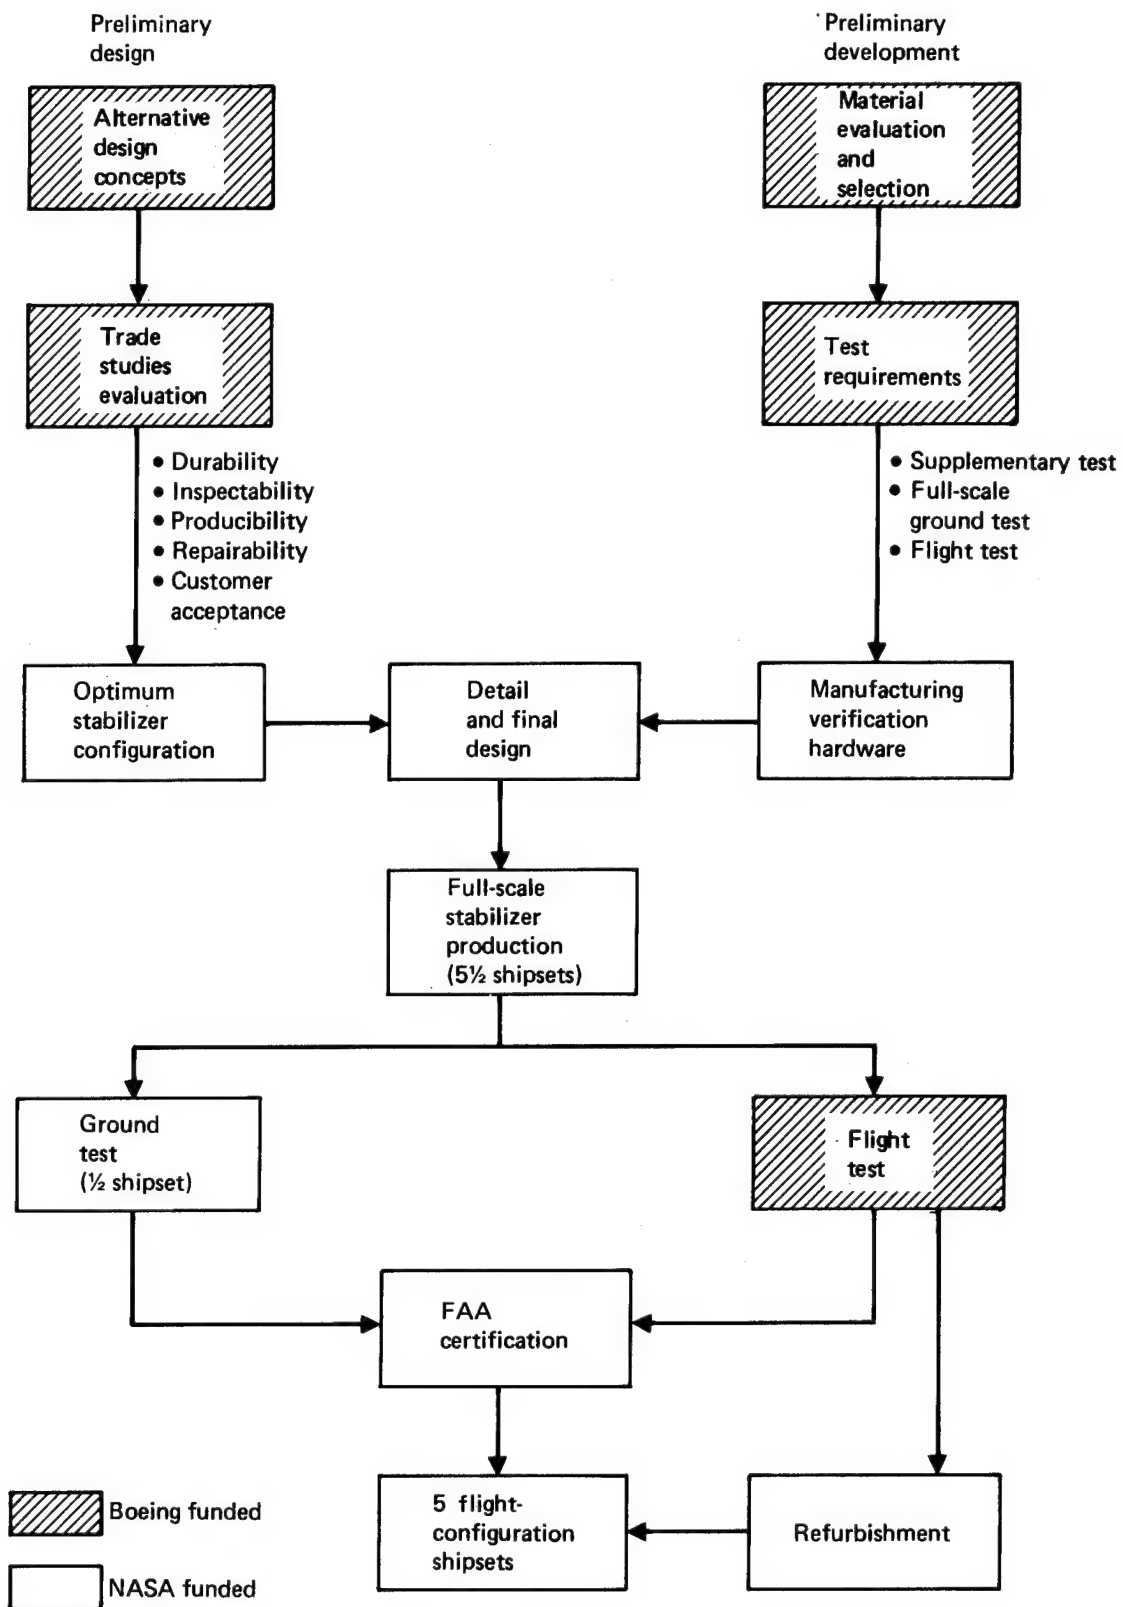 Preliminary
design
Preliminary
development
Alternative
design
concepts
Material
evaluation
and
selection
Trade
studies
evaluation
Test
requirements
• Durability
• Inspectability
• Producibility
• Repairability
• Customer
acceptance
• Supplementary test
• Full-scale
ground test
• Flight test
Optimum
stabilizer
configuration
Detail
and final
design
Manufacturing
verification
hardware
Full-scale
stabilizer
production
(5½ shipsets)
Ground
test
(½ shipset)
Flight
test
FAA
certification
5 flight-
configuration
shipsets
Refurbishment
Boeing funded
NASA funded